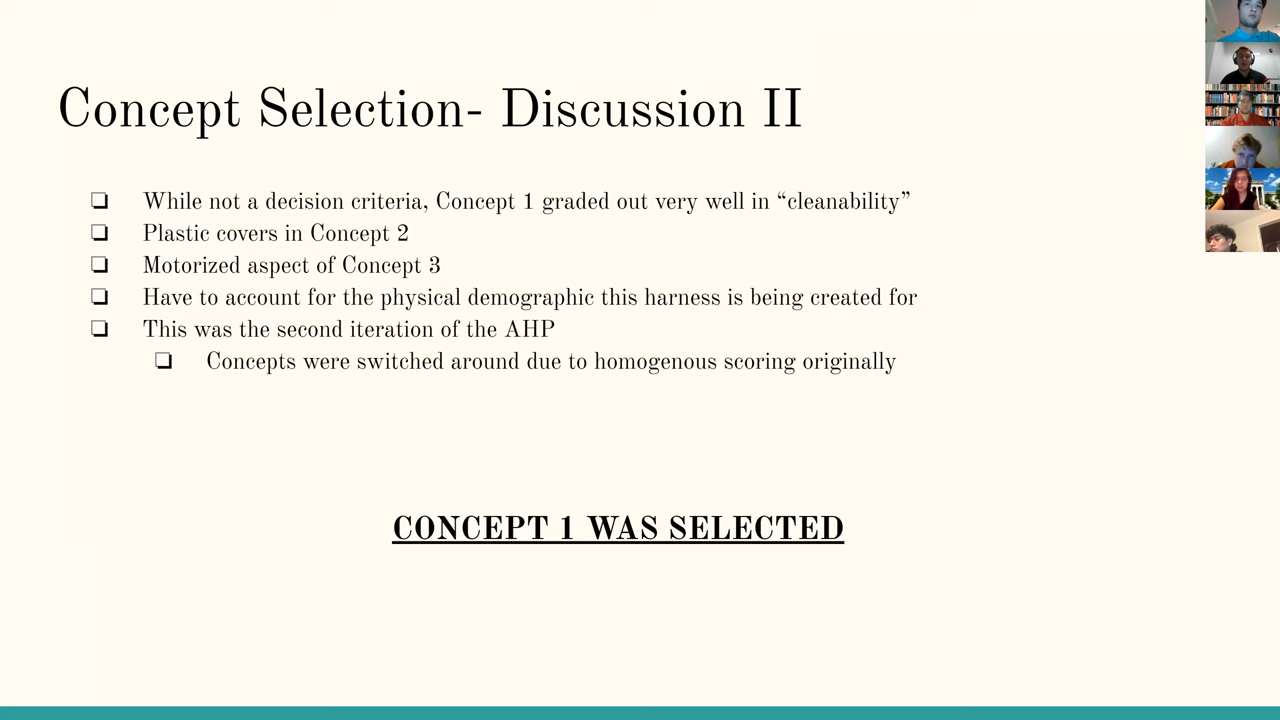 Concept Selection- Discussion II
While not a decision criteria, Concept 1 graded out very well in “cleanability”
Plastic covers in Concept 2
Motorized aspect of Concept 3
Have to account for the physical demographic this harness is being created for
This was the second iteration of the AHP
Concepts were switched around due to homogenous scoring originally
CONCEPT 1 WAS SELECTED